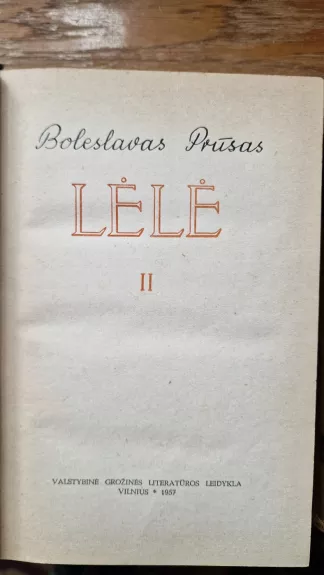 Boleslavas Prūsas
LĖLĖ
II
VALSTYBINĖ GROŽINĖS LITERATŪROS LEIDYKLA
VILNIUS * 1957